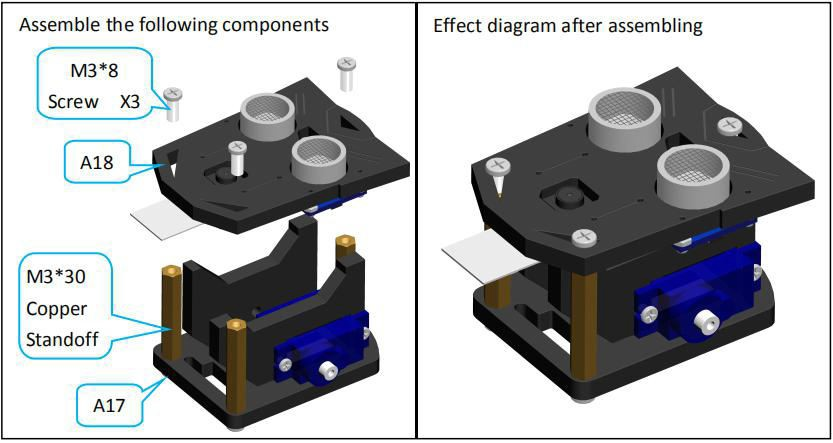 Assemble the following components
M3*8
Screw X3
A18
M3*30
Copper
Standoff
A17
Effect diagram after assembling